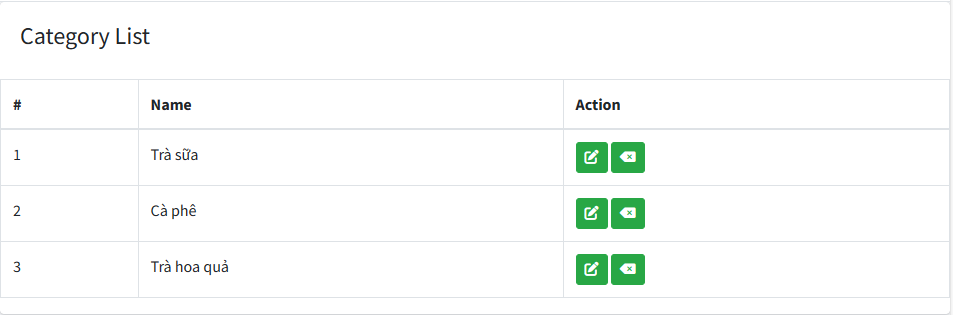 Category List
# Name Action
1 Trà sữa
2 Cà phê
3 Trà hoa quả